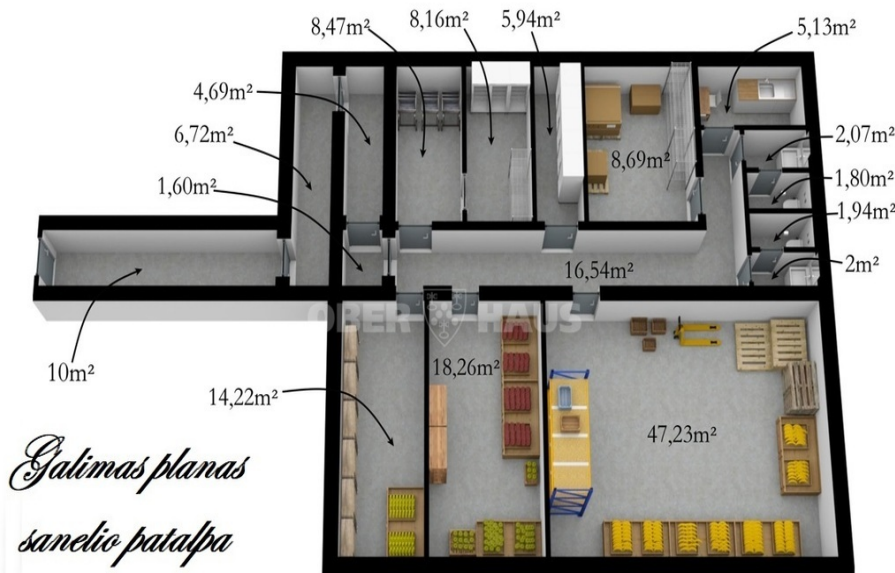 8,47m²
8,16m²
5,94m²
5,13m²
4,69m²
6,72m²
1,60m²
8,69m²
2,07m²
1,80m²
1,94m²
2m²
16,54m²
10m²
OBER HAUS
14,22m²
18,26m²
47,23m²
Galimas planas
sanelio patalpa